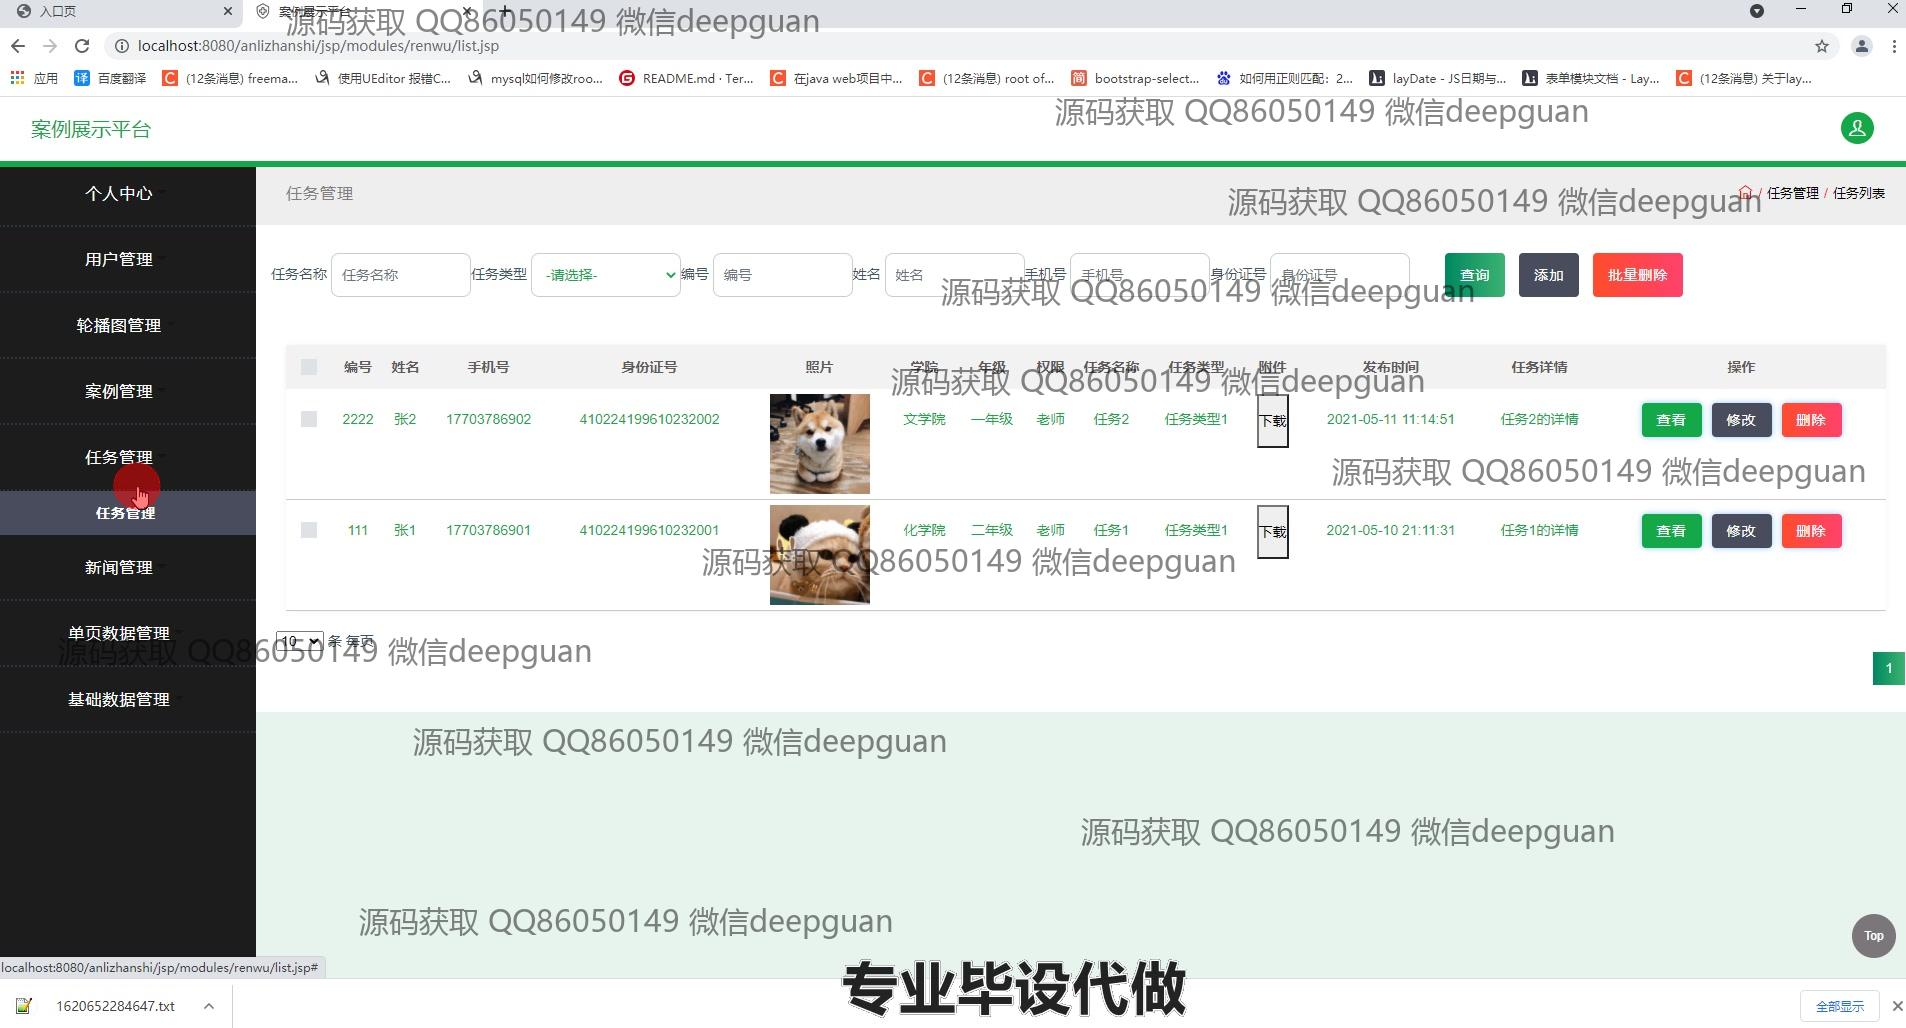 入口页
案例展示平台
源码获取 QQ86050149 微信deepguan
localhost:8080/anlizhanshi/jsp/modules/renwu/list.jsp
应用
百度翻译
(12条消息) freema...
使用UEditor 报错C...
mysql如何修改roo...
README.md · Ter...
在java web项目中...
(12条消息) root of...
bootstrap-select...
如何用正则匹配：2...
layDate - JS日期与...
表单模块文档 - Lay...
(12条消息) 关于lay...
源码获取 QQ86050149 微信deepguan
案例展示平台
个人中心
用户管理
轮播图管理
案例管理
任务管理
任务管理
新闻管理
单页数据管理
基础数据管理
任务管理
源码获取 QQ86050149 微信deepguan
/ 任务管理 / 任务列表
任务名称 任务名称 任务类型 -请选择- 编号 编号 姓名 姓名 手机号 手机号 身份证号 身份证号 查询 添加 批量删除
源码获取 QQ86050149 微信deepguan
编号 姓名 手机号 身份证号 照片 学院 年级 权限 任务名称 任务类型 附件 发布时间 任务详情 操作
源码获取 QQ86050149 微信deepguan
2222 张2 17703786902 410224199610232002 文学院 一年级 老师 任务2 任务类型1 下载 2021-05-11 11:14:51 任务2的详情 查看 修改 删除
源码获取 QQ86050149 微信deepguan
111 张1 17703786901 410224199610232001 化学院 二年级 老师 任务1 任务类型1 下载 2021-05-10 21:11:31 任务1的详情 查看 修改 删除
源码获取 QQ86050149 微信deepguan
10 条 每页
源码获取 QQ86050149 微信deepguan
1
源码获取 QQ86050149 微信deepguan
源码获取 QQ86050149 微信deepguan
源码获取 QQ86050149 微信deepguan
Top
localhost:8080/anlizhanshi/jsp/modules/renwu/list.jsp#
专业毕设代做
1620652284647.txt
全部显示